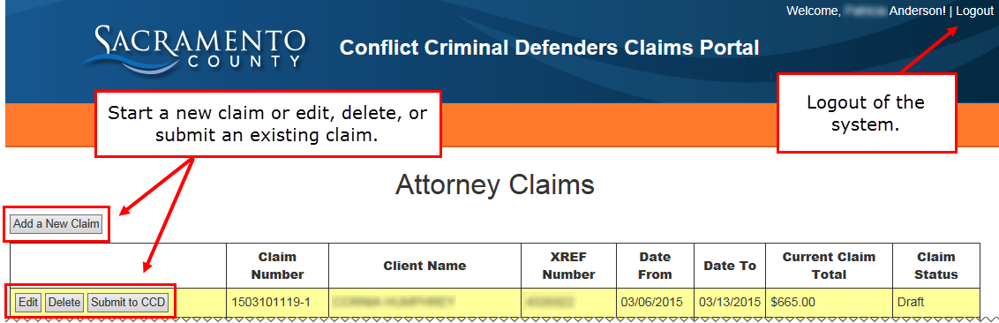 Welcome, Anderson! | Logout
SACRAMENTO
COUNTY
Conflict Criminal Defenders Claims Portal
Start a new claim or edit, delete, or
submit an existing claim.
Logout of the
system.
Attorney Claims
Add a New Claim
Claim Number Client Name XREF Number Date From Date To Current Claim Total Claim Status
Edit Delete Submit to CCD 1503101119-1 03/06/2015 03/13/2015 $665.00 Draft